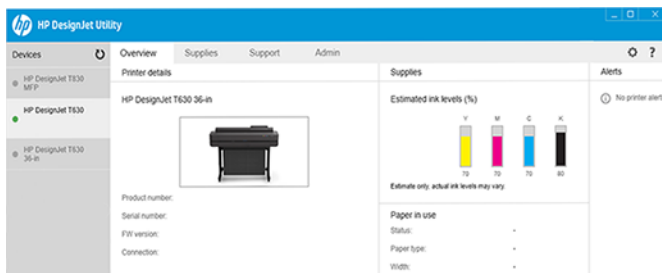 hp HP DesignJet Utility
Devices
HP DesignJet T830
MFP
HP DesignJet T630
HP DesignJet T630
36-in
Overview Supplies Support Admin ?
Printer details
HP DesignJet T630 36-in
Product number:
Serial number:
FW version:
Connection:
Supplies
Estimated ink levels (%)
Y M C K
70 70 70 80
Estimate only, actual ink levels may vary.
Paper in use
Status: -
Paper type: -
Width: -
Alerts
No printer alert